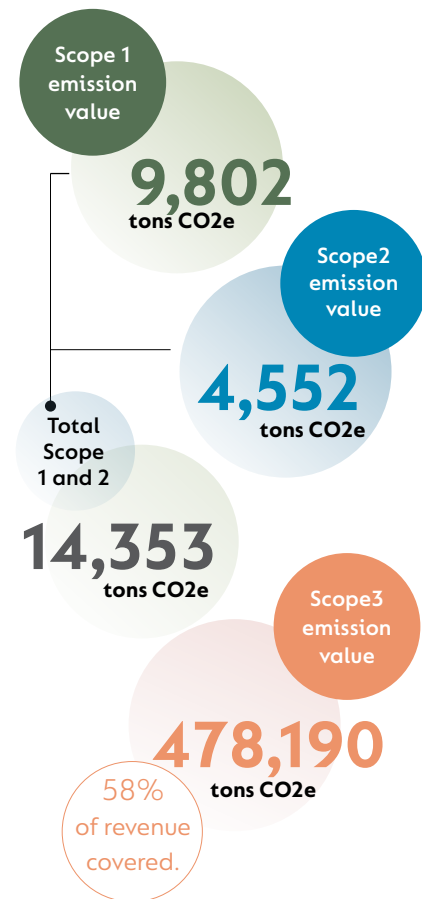 Scope 1
emission
value
9,802
tons CO2e
Scope2
emission
value
4,552
tons CO2e
Total
Scope
1 and 2
14,353
tons CO2e
Scope3
emission
value
478,190
tons CO2e
58%
of revenue
covered.